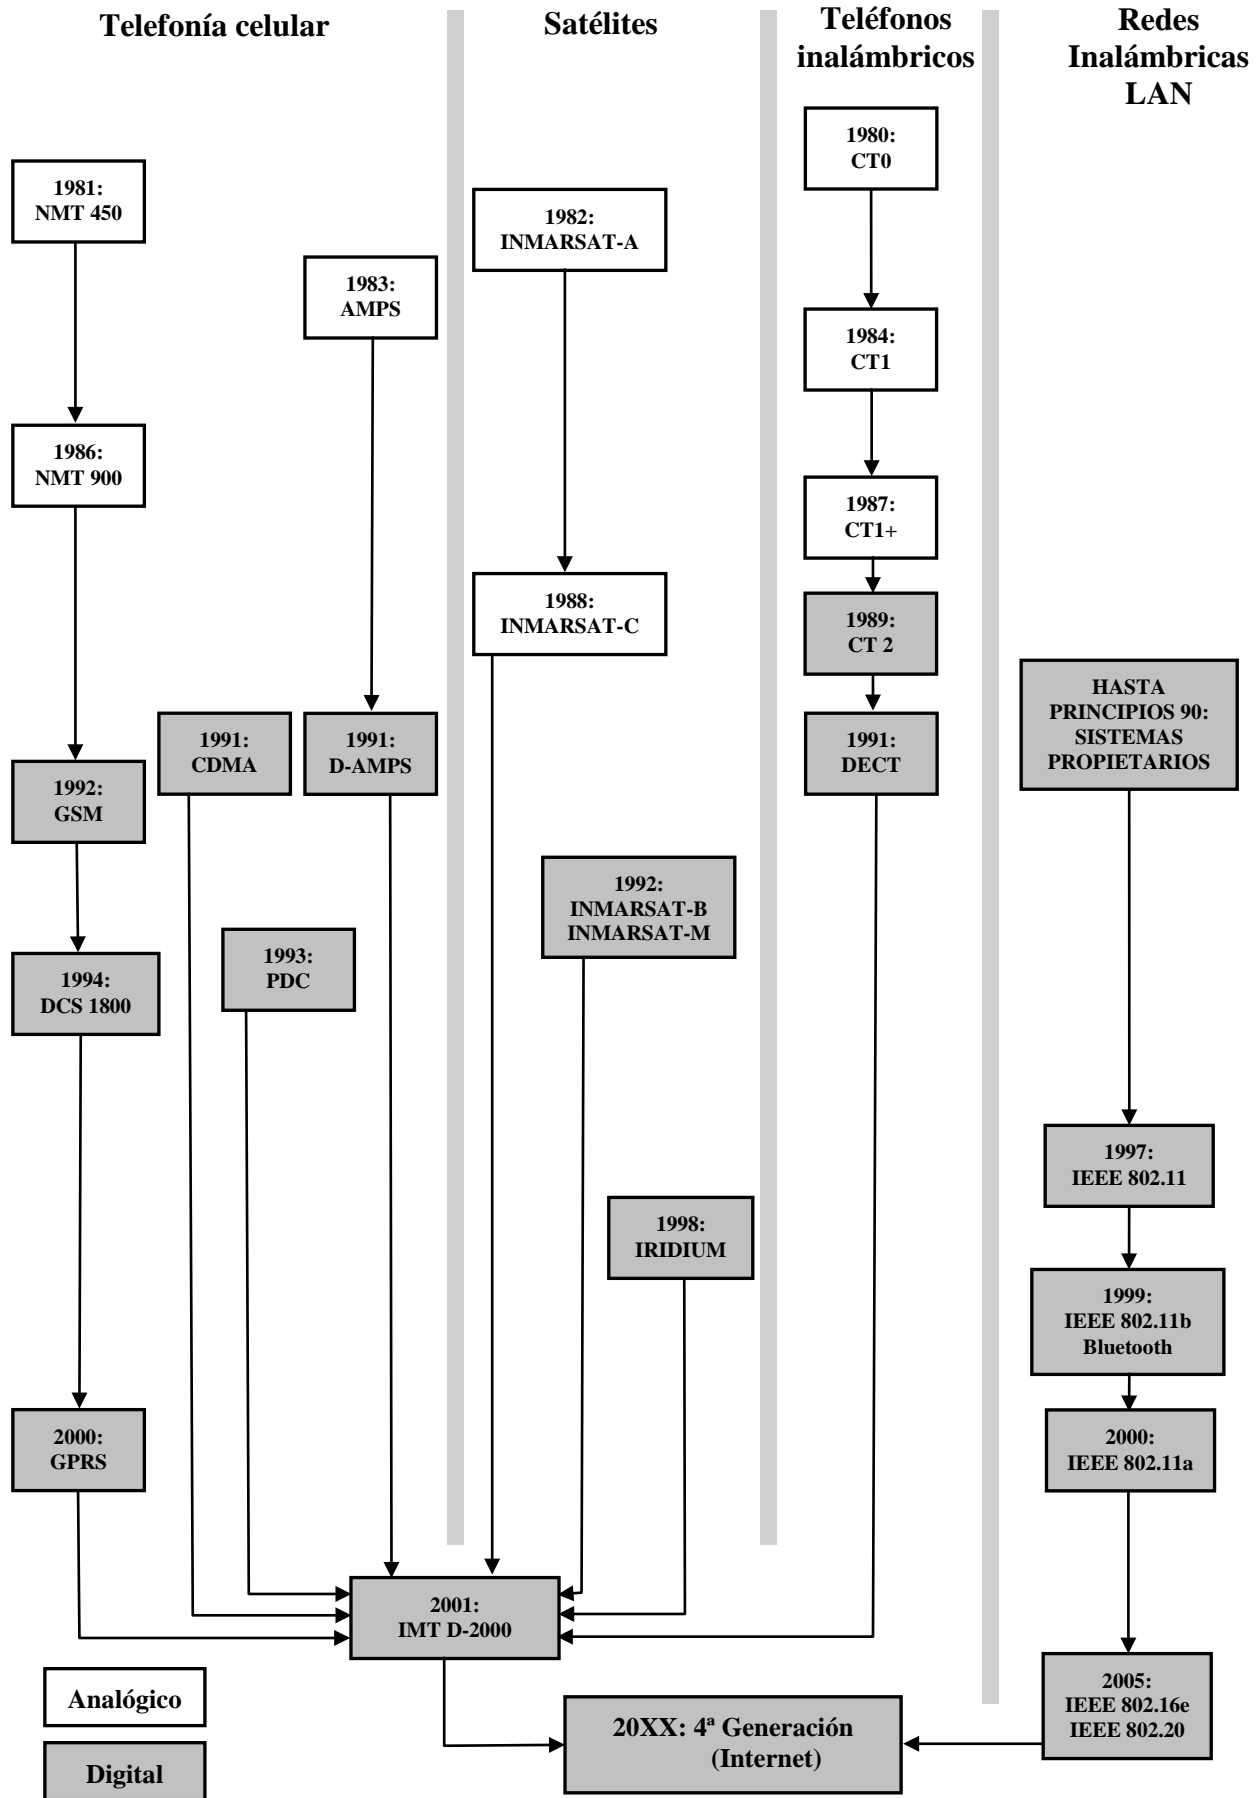 Telefonía celular
Satélites
Teléfonos
inalámbricos
Redes
Inalámbricas
LAN
1981:
NMT 450
1983:
AMPS
1986:
NMT 900
1991:
CDMA
1991:
D-AMPS
1992:
GSM
1993:
PDC
1994:
DCS 1800
2000:
GPRS
1982:
INMARSAT-A
1988:
INMARSAT-C
1992:
INMARSAT-B
INMARSAT-M
1998:
IRIDIUM
1980:
CT0
1984:
CT1
1987:
CT1+
1989:
CT 2
1991:
DECT
HASTA
PRINCIPIOS 90:
SISTEMAS
PROPIETARIOS
1997:
IEEE 802.11
1999:
IEEE 802.11b
Bluetooth
2000:
IEEE 802.11a
2005:
IEEE 802.16e
IEEE 802.20
2001:
IMT D-2000
20XX: 4ª Generación
(Internet)
Analógico
Digital